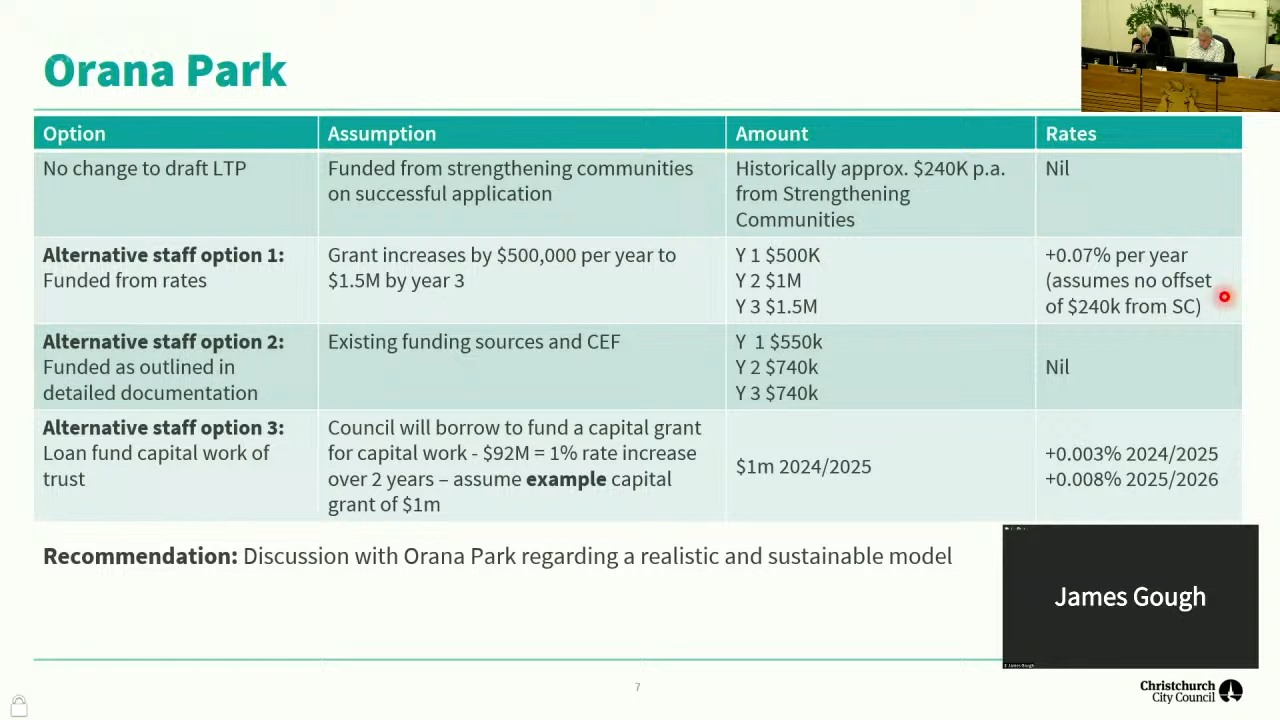 Orana Park
Option
Assumption
Amount
Rates
No change to draft LTP
Funded from strengthening communities
on successful application
Historically approx. $240K p.a.
from Strengthening
Communities
Nil
Alternative staff option 1:
Funded from rates
Grant increases by $500,000 per year to
$1.5M by year 3
Y 1 $500K
Y 2 $1M
Y 3 $1.5M
+0.07% per year
(assumes no offset
of $240k from SC)
Alternative staff option 2:
Funded as outlined in
detailed documentation
Existing funding sources and CEF
Y 1 $550k
Y 2 $740k
Y 3 $740k
Nil
Alternative staff option 3:
Loan fund capital work of
trust
Council will borrow to fund a capital grant
for capital work - $92M = 1% rate increase
over 2 years – assume example capital
grant of $1m
$1m 2024/2025
+0.003% 2024/2025
+0.008% 2025/2026
Recommendation: Discussion with Orana Park regarding a realistic and sustainable model
James Gough
James Gough
7
Christchurch
City Council